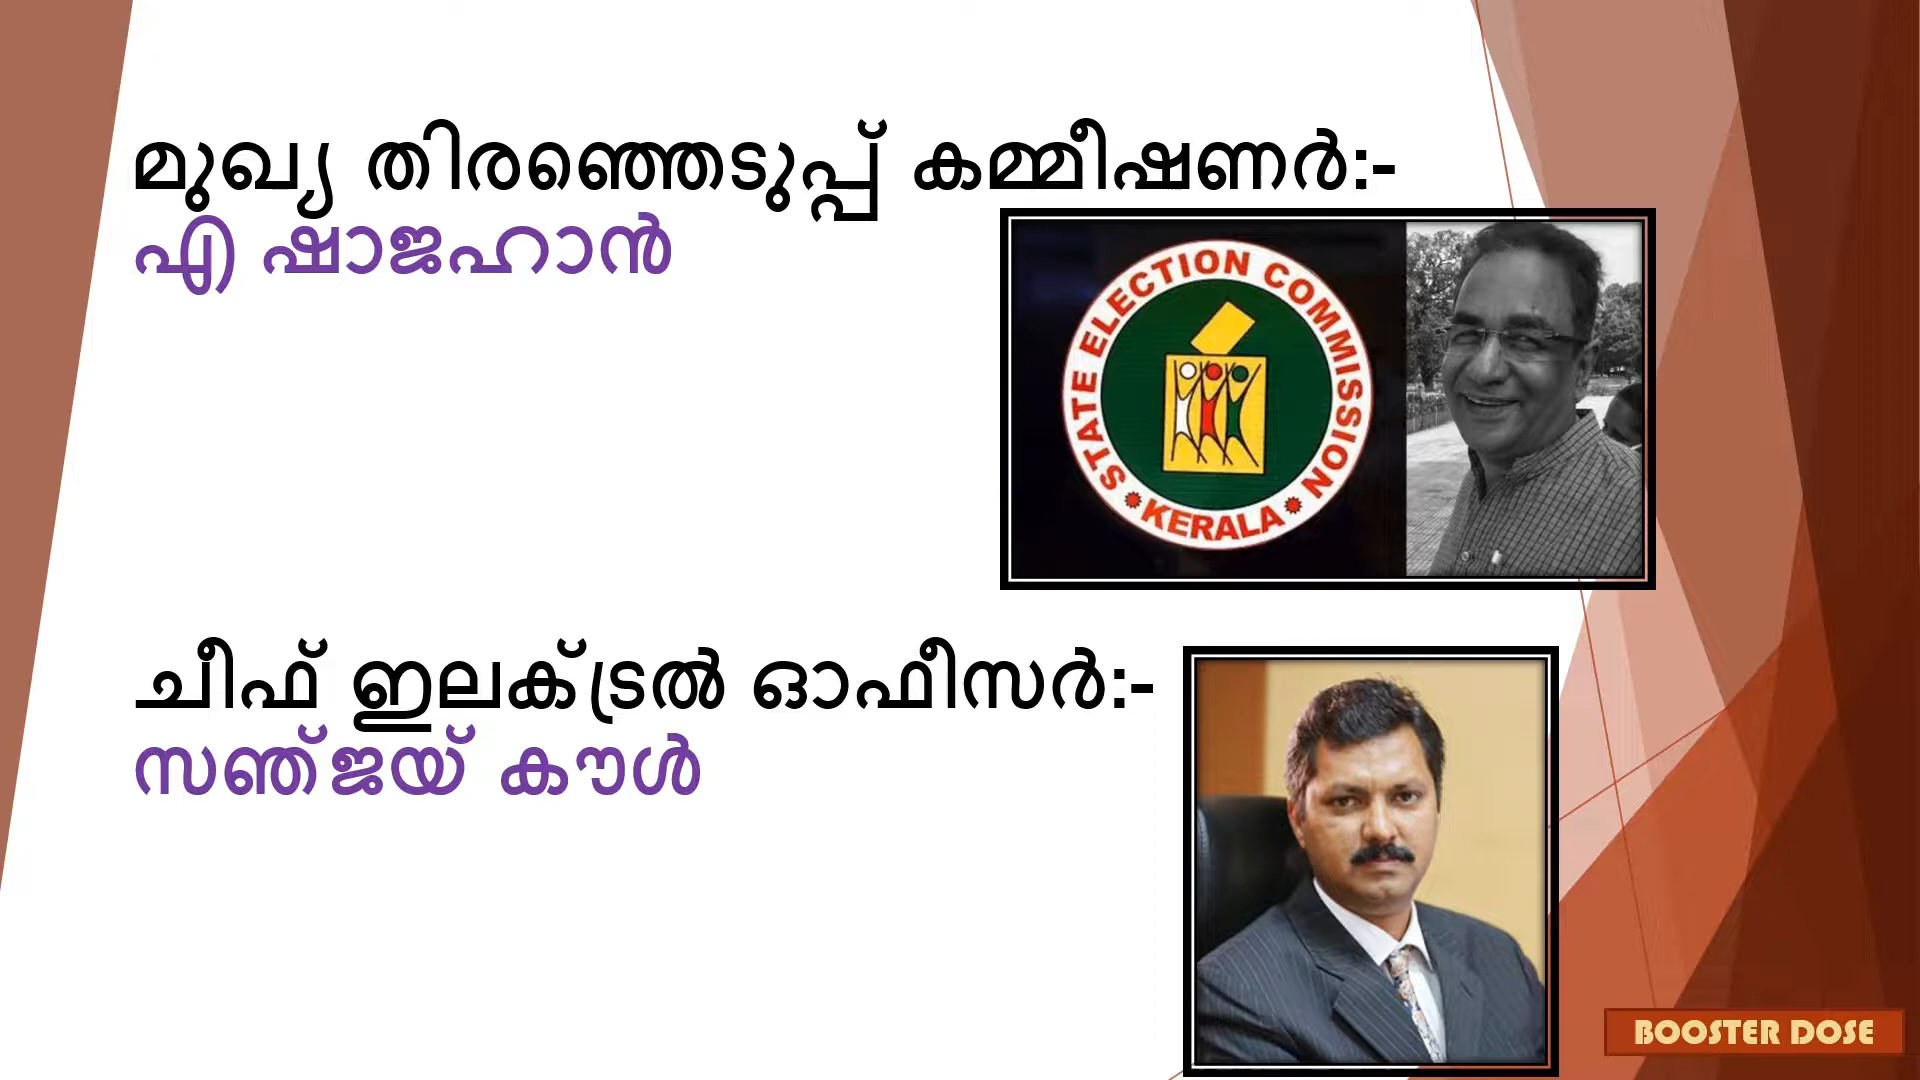 മുഖ്യ തിരഞ്ഞെടുപ്പ് കമ്മീഷണർ:-
എ ഷാജഹാൻ
STATE ELECTION COMMISSION
KERALA
ചീഫ് ഇലക്ട്രൽ ഓഫീസർ:-
സഞ്ജയ് കൗൾ
BOOSTER DOSE